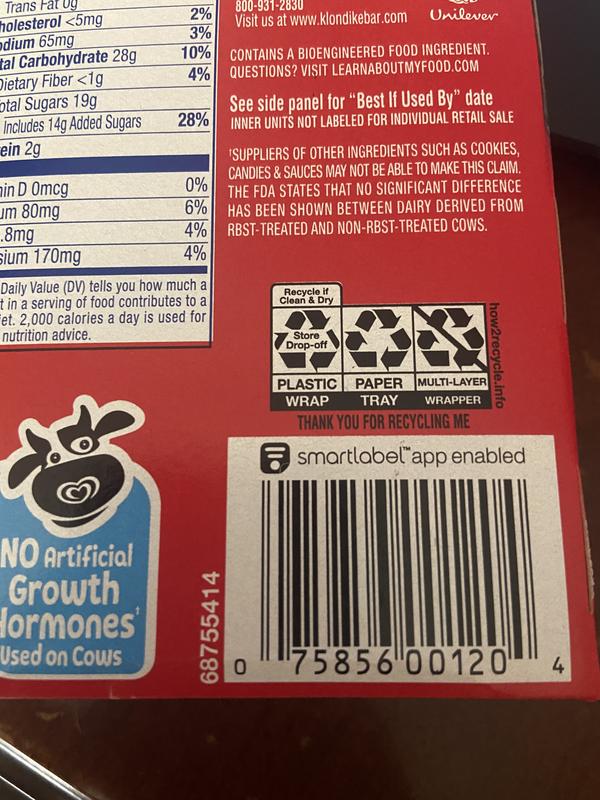 Trans Fat 0g
holesterol <5mg 2%
odium 65mg 3%
tal Carbohydrate 28g 10%
Dietary Fiber <1g 4%
otal Sugars 19g
Includes 14g Added Sugars 28%
ein 2g
min D 0mcg 0%
um 80mg 6%
.8mg 4%
sium 170mg 4%
Daily Value (DV) tells you how much a
t in a serving of food contributes to a
iet. 2,000 calories a day is used for
nutrition advice.
800-931-2830
Visit us at www.klondikebar.com
Unilever
CONTAINS A BIOENGINEERED FOOD INGREDIENT.
QUESTIONS? VISIT LEARNABOUTMYFOOD.COM
See side panel for "Best If Used By" date
INNER UNITS NOT LABELED FOR INDIVIDUAL RETAIL SALE
†SUPPLIERS OF OTHER INGREDIENTS SUCH AS COOKIES,
CANDIES & SAUCES MAY NOT BE ABLE TO MAKE THIS CLAIM.
THE FDA STATES THAT NO SIGNIFICANT DIFFERENCE
HAS BEEN SHOWN BETWEEN DAIRY DERIVED FROM
RBST-TREATED AND NON-RBST-TREATED COWS.
Recycle if
Clean & Dry
Store
Drop-off
PLASTIC
WRAP
PAPER
TRAY
MULTI-LAYER
WRAPPER
how2recycle.info
THANK YOU FOR RECYCLING ME
NO Artificial
Growth
Hormones†
Used on Cows
68755414
smartlabel™ app enabled
0 75856 00120 4